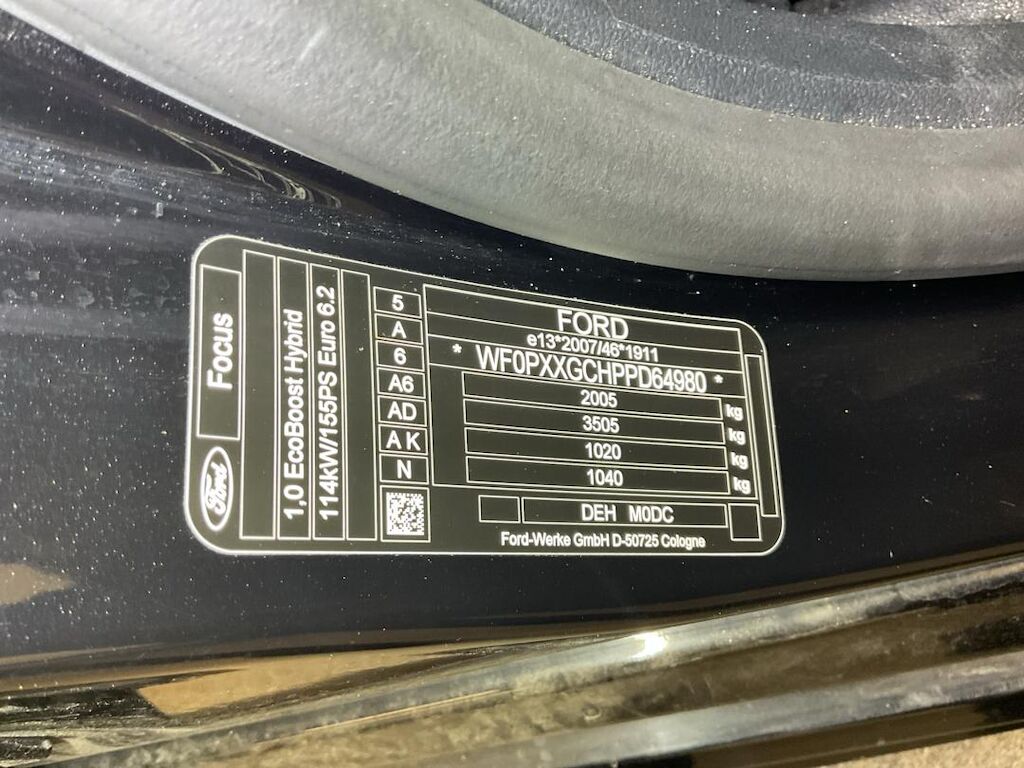 Focus
Ford
1,0 EcoBoost Hybrid
114kW/155PS Euro 6.2
5
A
6
A6
AD
A K
N
FORD
e13*2007/46*1911
* WF0PXXGCHPPD64980 *
2005 kg
3505 kg
1020 kg
1040 kg
DEH M0DC
Ford-Werke GmbH D-50725 Cologne